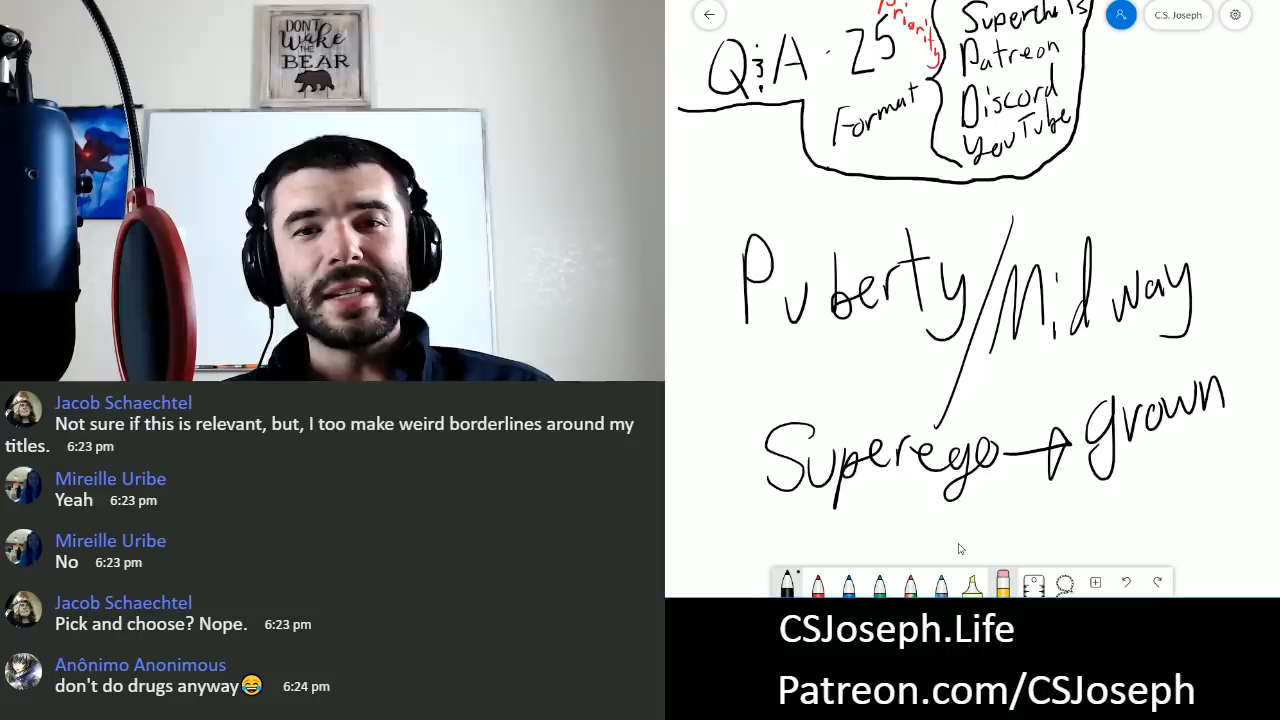 DON'T
Wake
THE
BEAR
Jacob Schaechtel
Not sure if this is relevant, but, I too make weird borderlines around my
titles. 6:23 pm
Mireille Uribe
Yeah 6:23 pm
Mireille Uribe
No 6:23 pm
Jacob Schaechtel
Pick and choose? Nope. 6:23 pm
Anônimo Anonimous
don't do drugs anyway😂 6:24 pm
C.S. Joseph
Q&A - 25
Format
Priority
Patreon
Discord
YouTube
Puberty/Midway
Superego → grown
CSJoseph.Life
Patreon.com/CSJoseph